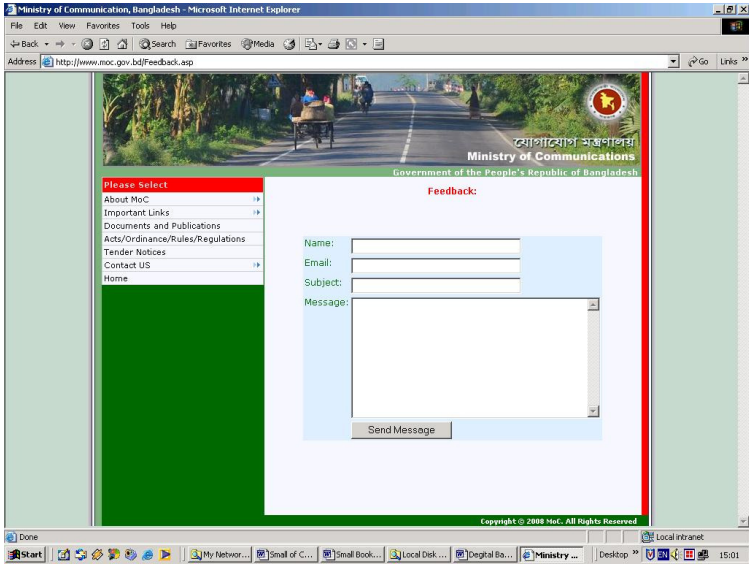 Ministry of Communication, Bangladesh - Microsoft Internet Explorer
File Edit View Favorites Tools Help
Back Search Favorites Media
Address http://www.moc.gov.bd/Feedback.asp Go Links »
যোগাযোগ মন্ত্রণালয়
Ministry of Communications
Government of the People's Republic of Bangladesh
Please Select
About MoC
Important Links
Documents and Publications
Acts/Ordinance/Rules/Regulations
Tender Notices
Contact US
Home
Feedback:
Name:
Email:
Subject:
Message:
Send Message
Copyright © 2008 MoC. All Rights Reserved
Done Local intranet
Start My Networ... Small of C... Small Book... Local Disk ... Degital Ba... Ministry ... Desktop » EN 15:01